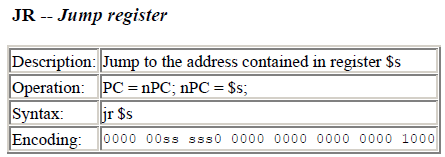 JR -- Jump register
Description: Jump to the address contained in register $s
Operation: PC = nPC; nPC = $s;
Syntax: jr $s
Encoding: 0000 00ss sss0 0000 0000 0000 0000 1000